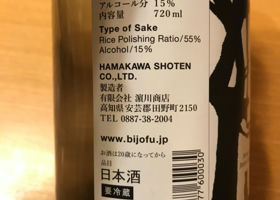 アルコール分 15%
内容量 720ml
Type of Sake
Rice Polishing Ratio/55%
Alcohol/15%
HAMAKAWA SHOTEN
CO.,LTD.
製造者
有限会社 濵川商店
高知県安芸郡田野町2150
TEL 0887-38-2004
www.bijofu.jp
お酒は20歳になってから
品目
日本酒
要冷蔵
777600030